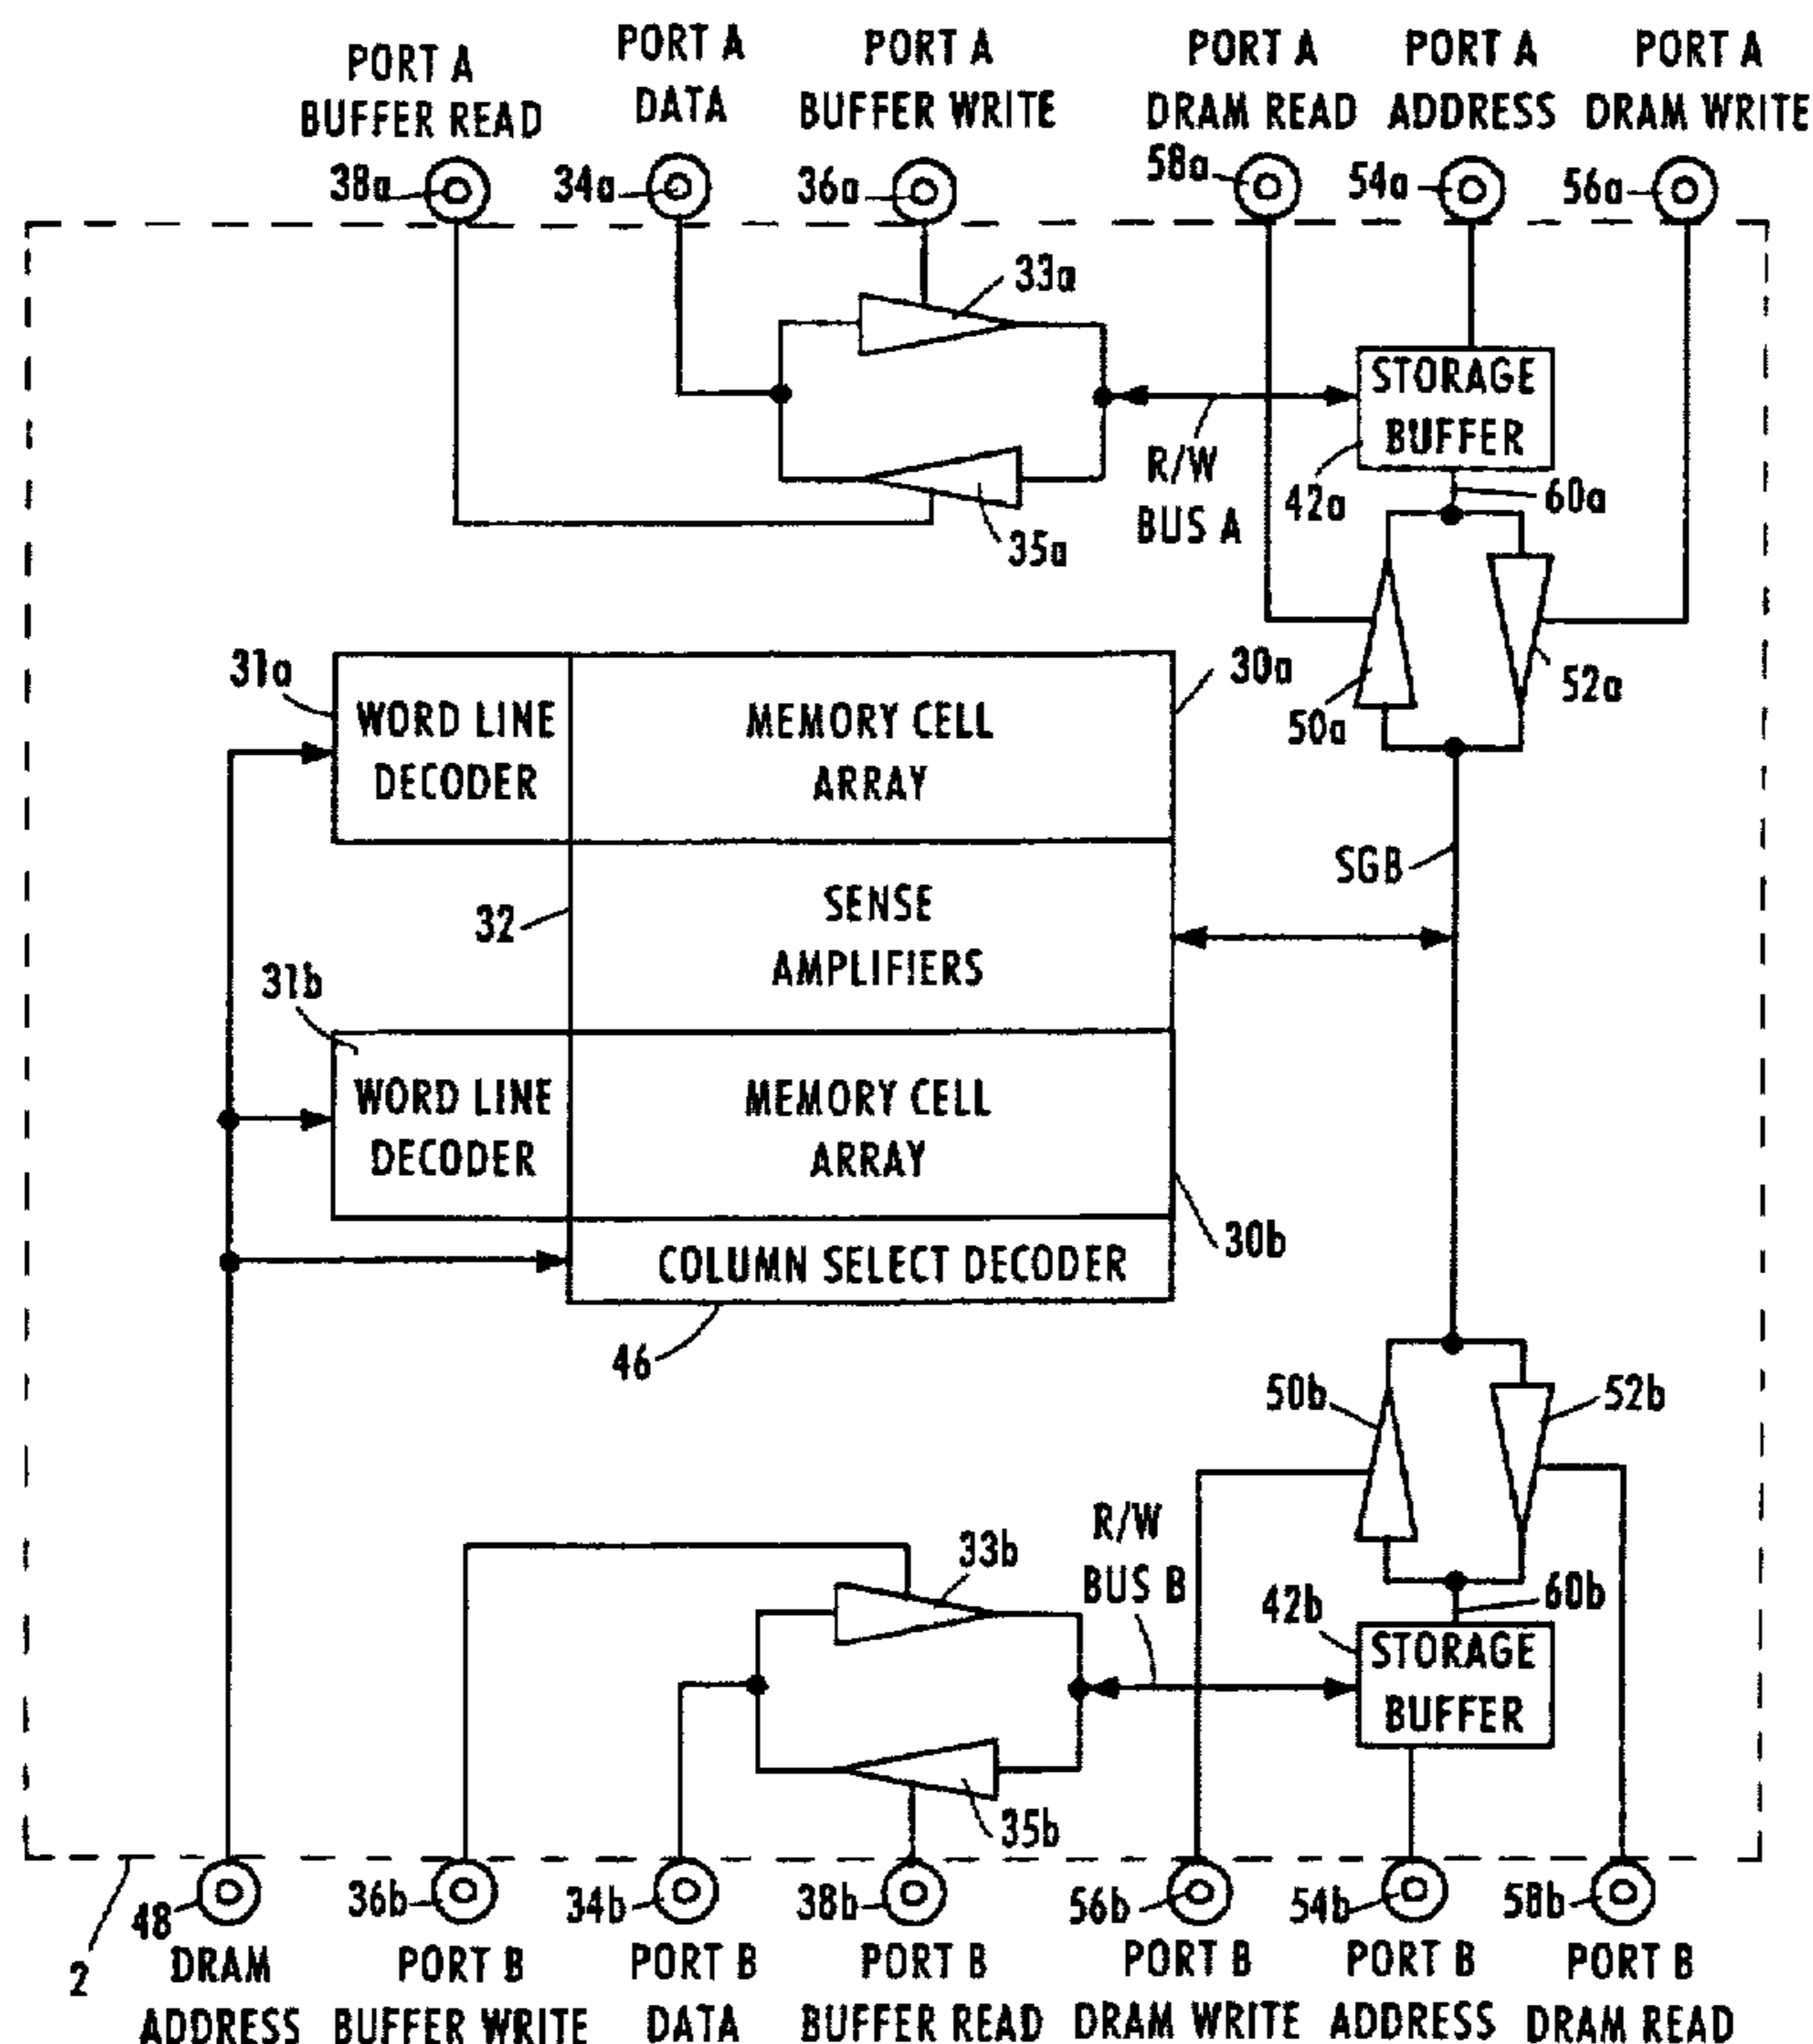 PORT A
BUFFER READ
PORT A
DATA
PORT A
BUFFER WRITE
PORT A
DRAM READ
PORT A
ADDRESS
PORT A
DRAM WRITE
38a
34a
36a
58a
54a
56a
33a
STORAGE
BUFFER
R/W
BUS A
42a
60a
35a
31a
WORD LINE
DECODER
MEMORY CELL
ARRAY
30a
50a
52a
32
SENSE
AMPLIFIERS
SGB
31b
WORD LINE
DECODER
MEMORY CELL
ARRAY
30b
COLUMN SELECT DECODER
46
50b
52b
33b
R/W
BUS B
42b
60b
STORAGE
BUFFER
35b
2
48
36b
34b
38b
56b
54b
58b
DRAM
ADDRESS
PORT B
BUFFER WRITE
PORT B
DATA
PORT B
BUFFER READ
PORT B
DRAM WRITE
PORT B
ADDRESS
PORT B
DRAM READ